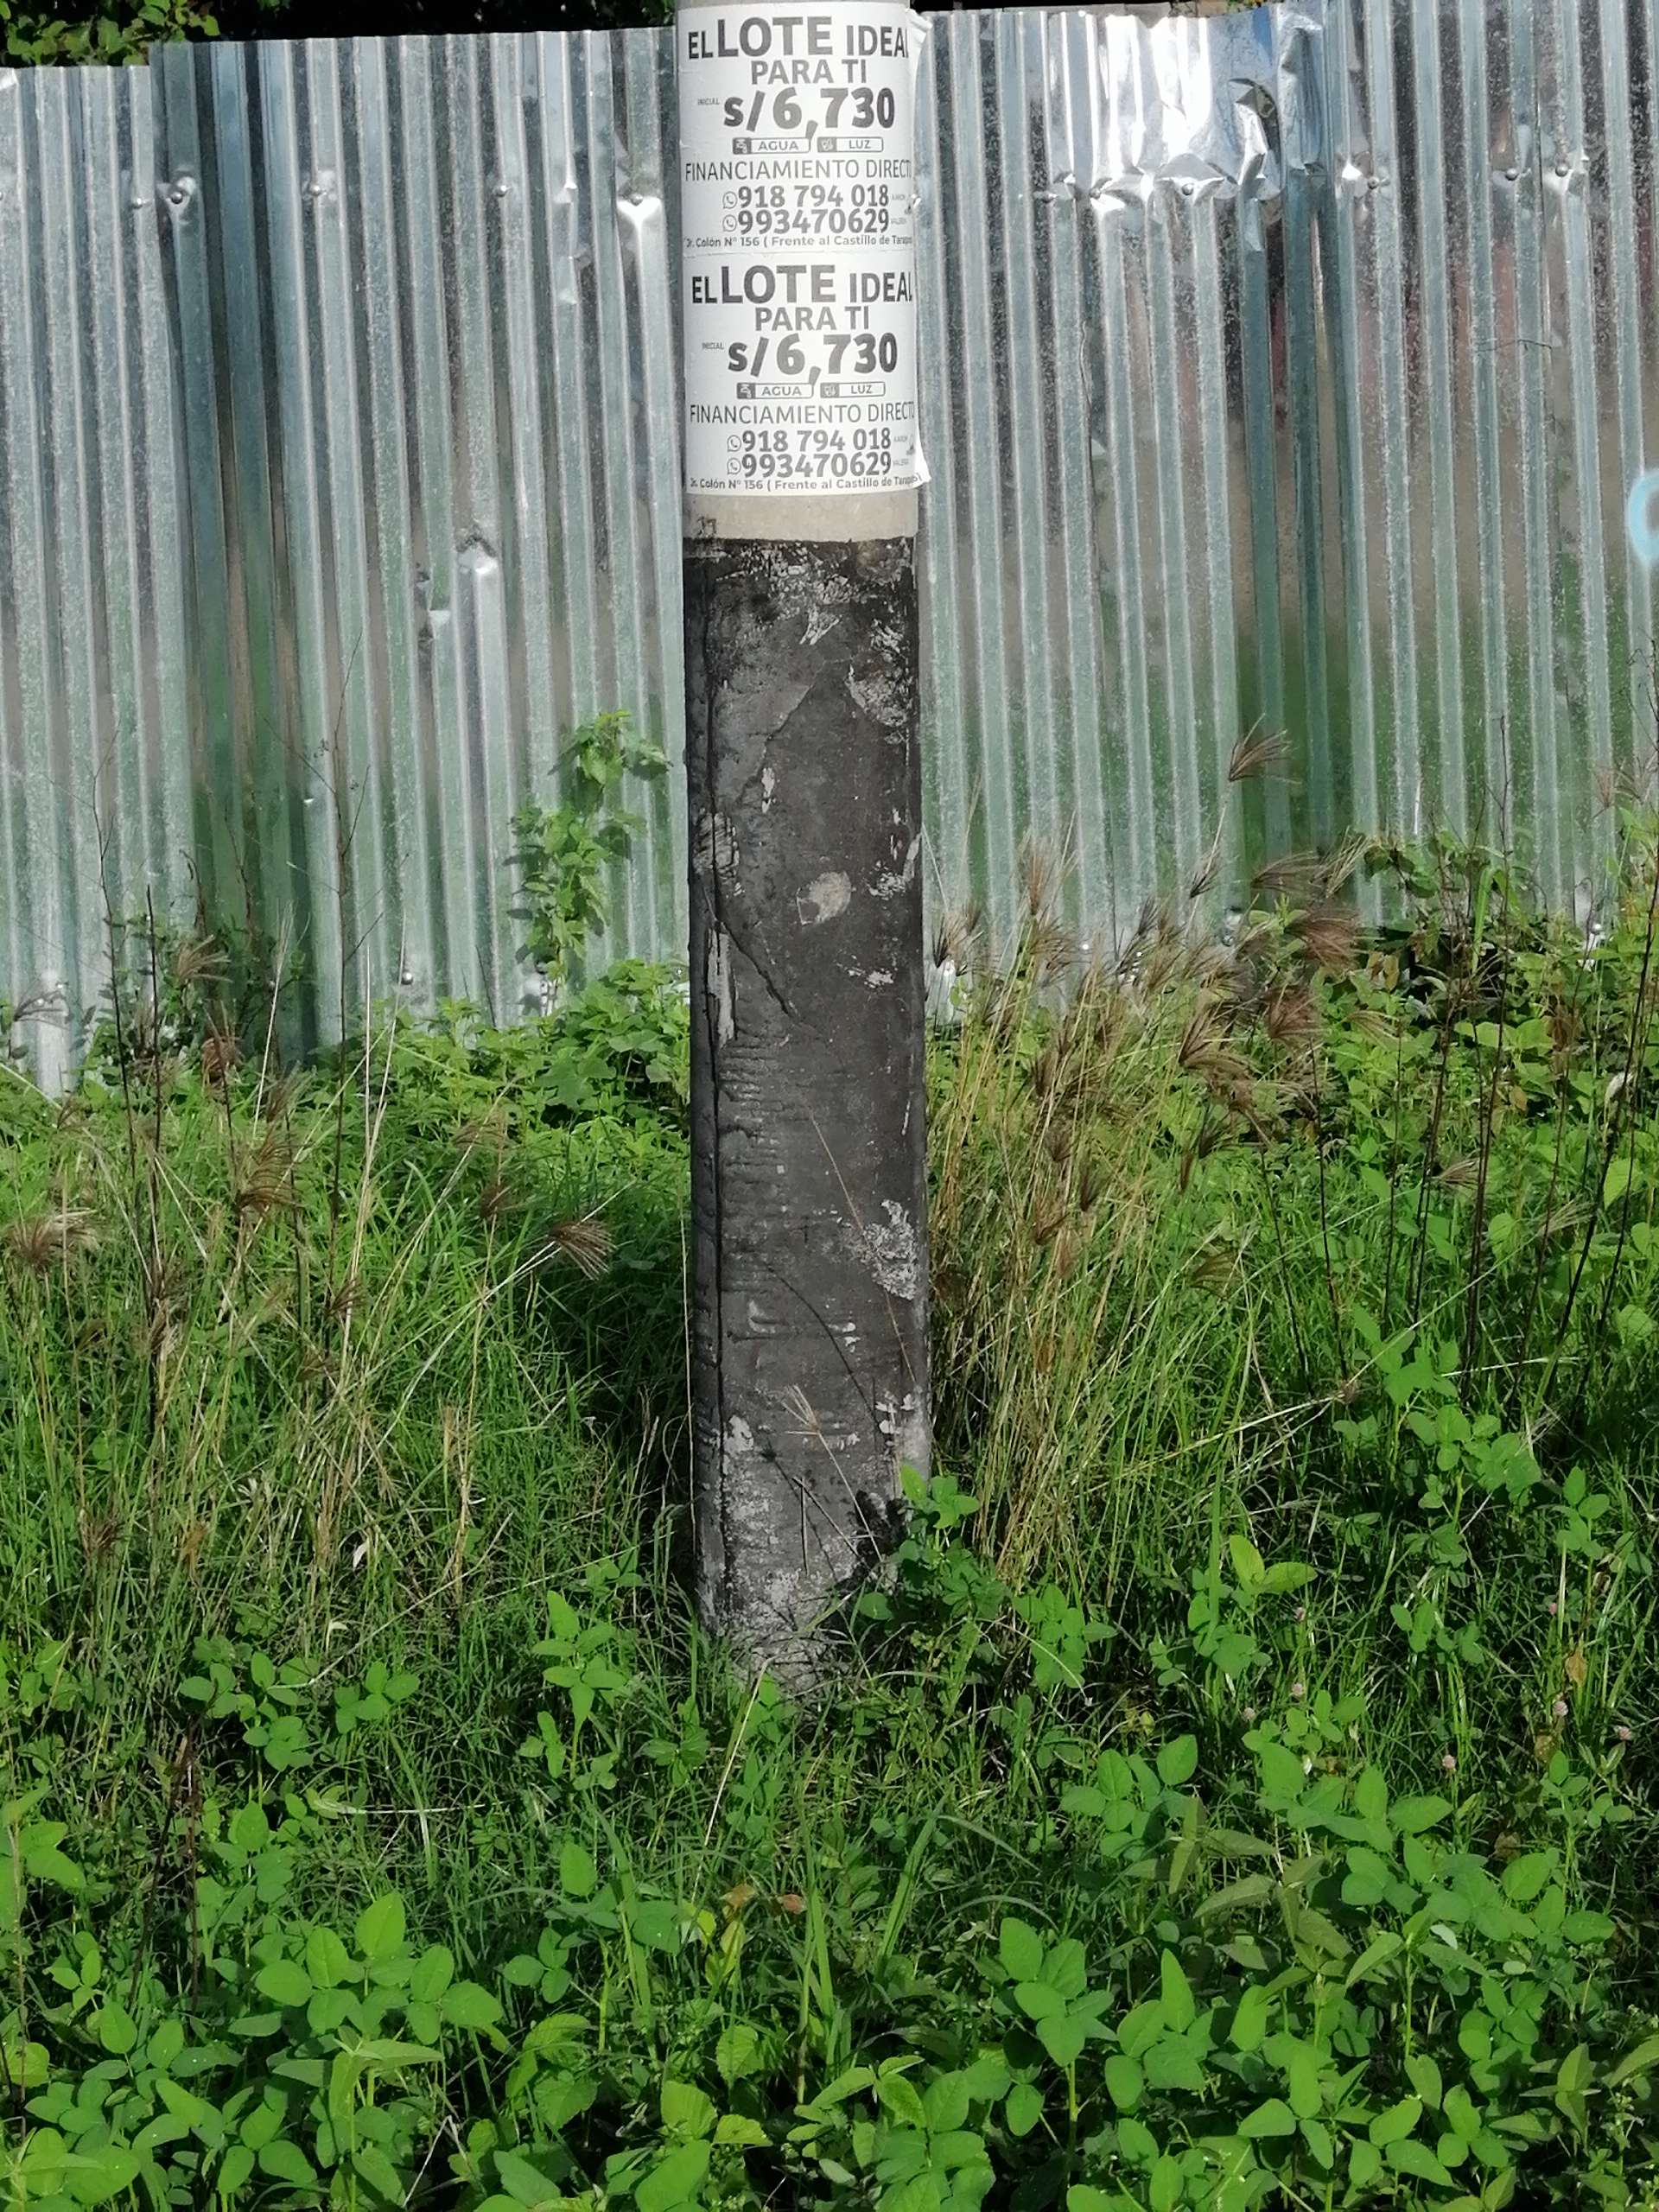 EL LOTE IDEAL
PARA TI
INICIAL S/6,730
AGUA LUZ
FINANCIAMIENTO DIRECTO
918 794 018
993470629
Jr. Colón N° 156 ( Frente al Castillo de
EL LOTE IDEAL
PARA TI
INICIAL S/6,730
AGUA LUZ
FINANCIAMIENTO DIRECTO
918 794 018
993470629
Jr. Colón N° 156 ( Frente al Castillo de